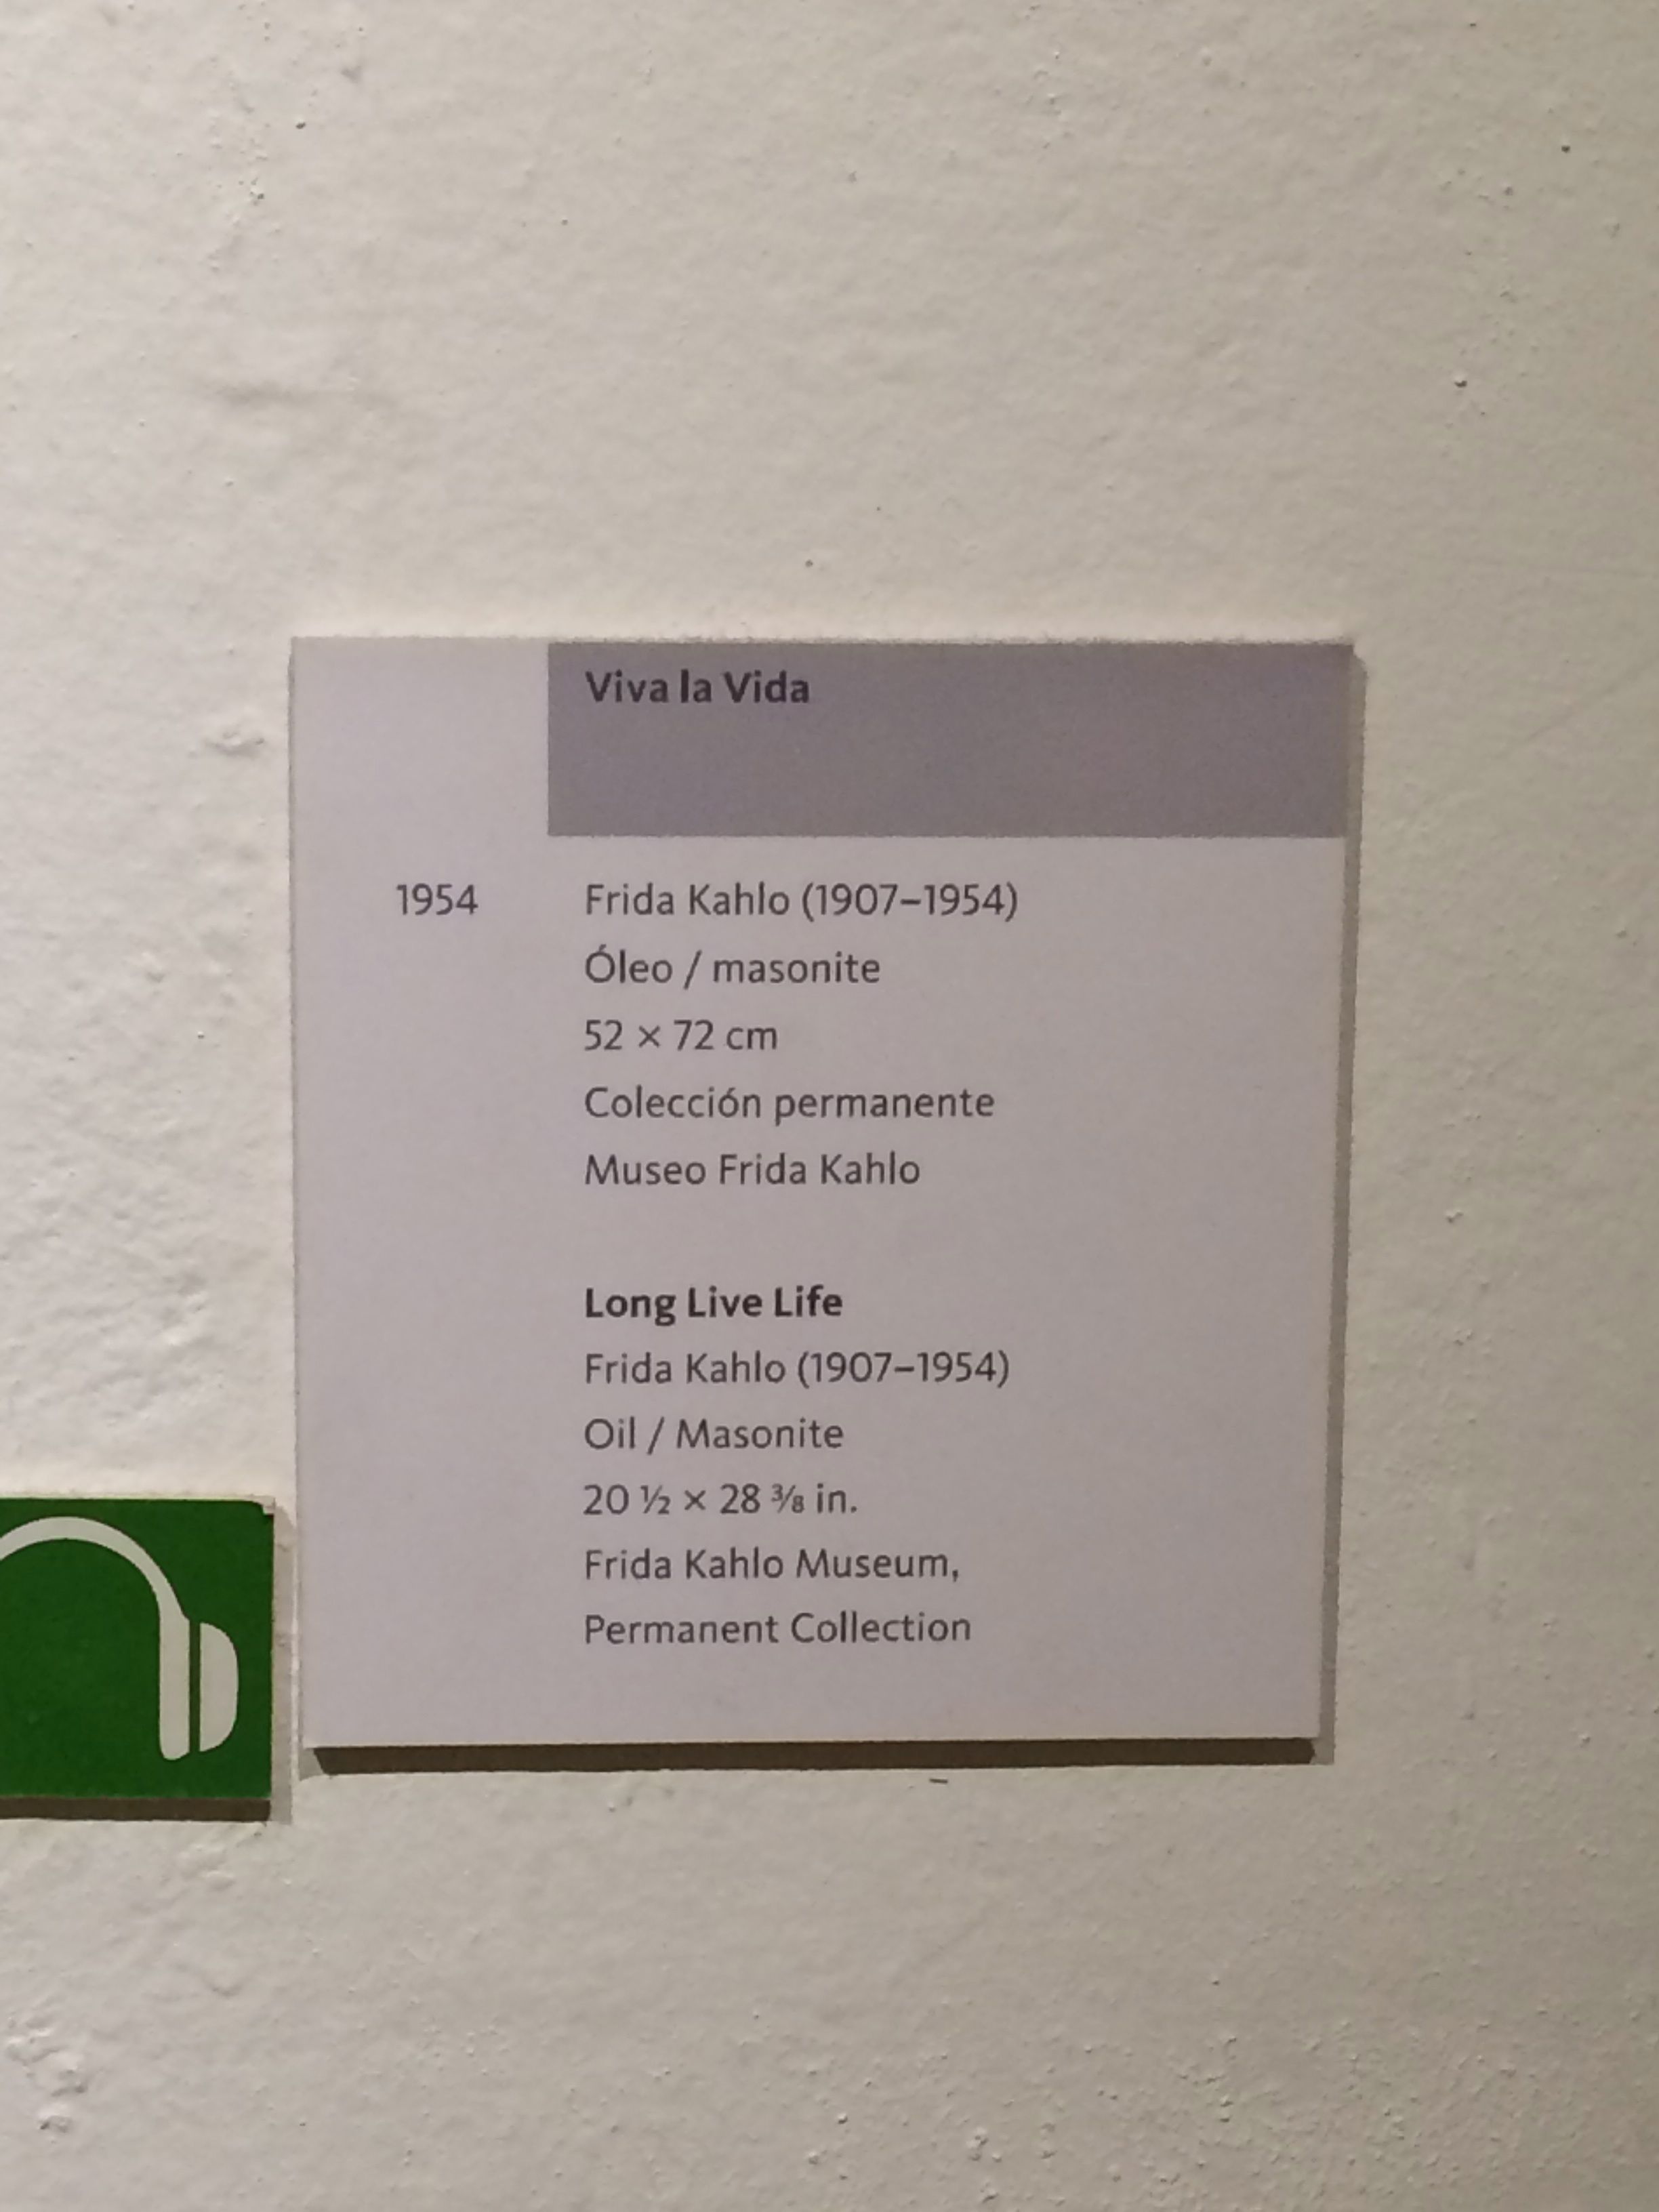 Viva la Vida
1954 Frida Kahlo (1907–1954)
Óleo / masonite
52 × 72 cm
Colección permanente
Museo Frida Kahlo
Long Live Life
Frida Kahlo (1907–1954)
Oil / Masonite
20 ½ × 28 ⅜ in.
Frida Kahlo Museum,
Permanent Collection